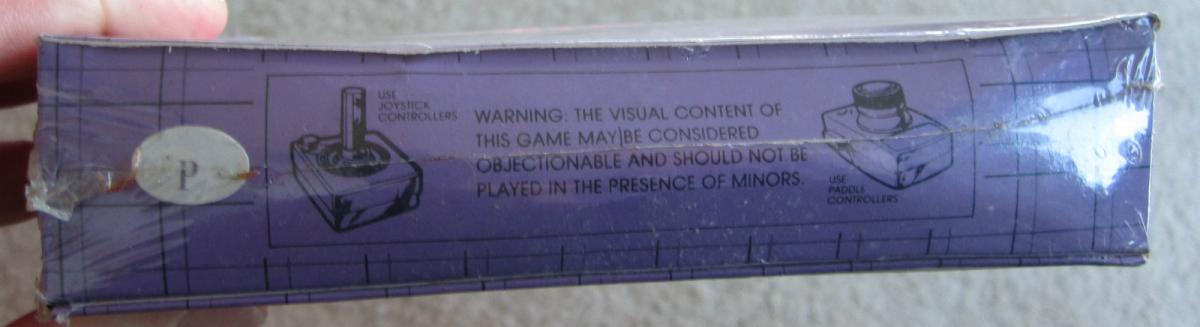 P
USE
JOYSTICK
CONTROLLERS
WARNING: THE VISUAL CONTENT OF
THIS GAME MAY BE CONSIDERED
OBJECTIONABLE AND SHOULD NOT BE
PLAYED IN THE PRESENCE OF MINORS.
USE
PADDLE
CONTROLLERS